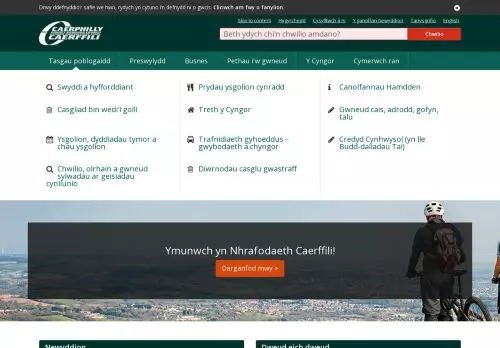 Drwy ddefnyddio'r safle we hwn, rydych yn cytuno i'n defnydd ni o gwcis. Cliciwch am fwy o fanylion.
Skip to content Hygyrchedd Cysylltwch â ni Y panaf/an newyddion Tanysgrifio English
CAERPHILLY
CAERFFILI
Beth ydych chi'n chwilio amdano? Chwilio
Tasgau poblogaidd Preswylydd Busnes Pethau i'w gwneud Y Cyngor Cymerwch ran
Swyddi a hyfforddiant Prydau ysgolion cynradd Canolfannau Hamdden
Casgliad bin wedi'i golli Treth y Cyngor Gwneud cais, adrodd, gofyn,
talu
Ysgolion, dyddiadau tymor a Trafnidiaeth gyhoeddus – Credyd Cynhwysol (yn lle
chau ysgolion gwybodaeth a chyngor Budd-daliadau Tai)
Chwilio, olrhain a gwneud Diwrnodau casglu gwastraff
sylwadau ar geisiadau
cynllunio
Ymunwch yn Nhrafodaeth Caerffili!
Darganfod mwy >
Newyddion Dweud eich dweud